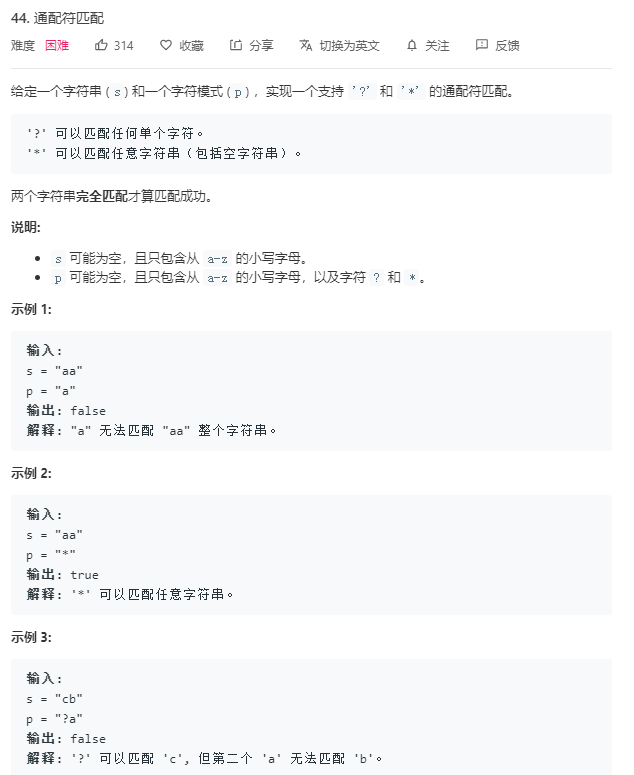 44. 通配符匹配
难度 困难 314 收藏 分享 切换为英文 关注 反馈
给定一个字符串 (s) 和一个字符模式 (p) ，实现一个支持 '?' 和 '*' 的通配符匹配。
'?' 可以匹配任何单个字符。
'*' 可以匹配任意字符串（包括空字符串）。
两个字符串完全匹配才算匹配成功。
说明:
s 可能为空，且只包含从 a-z 的小写字母。
p 可能为空，且只包含从 a-z 的小写字母，以及字符 ? 和 *。
示例 1:
输入:
s = "aa"
p = "a"
输出: false
解释: "a" 无法匹配 "aa" 整个字符串。
示例 2:
输入:
s = "aa"
p = "*"
输出: true
解释: '*' 可以匹配任意字符串。
示例 3:
输入:
s = "cb"
p = "?a"
输出: false
解释: '?' 可以匹配 'c', 但第二个 'a' 无法匹配 'b'。